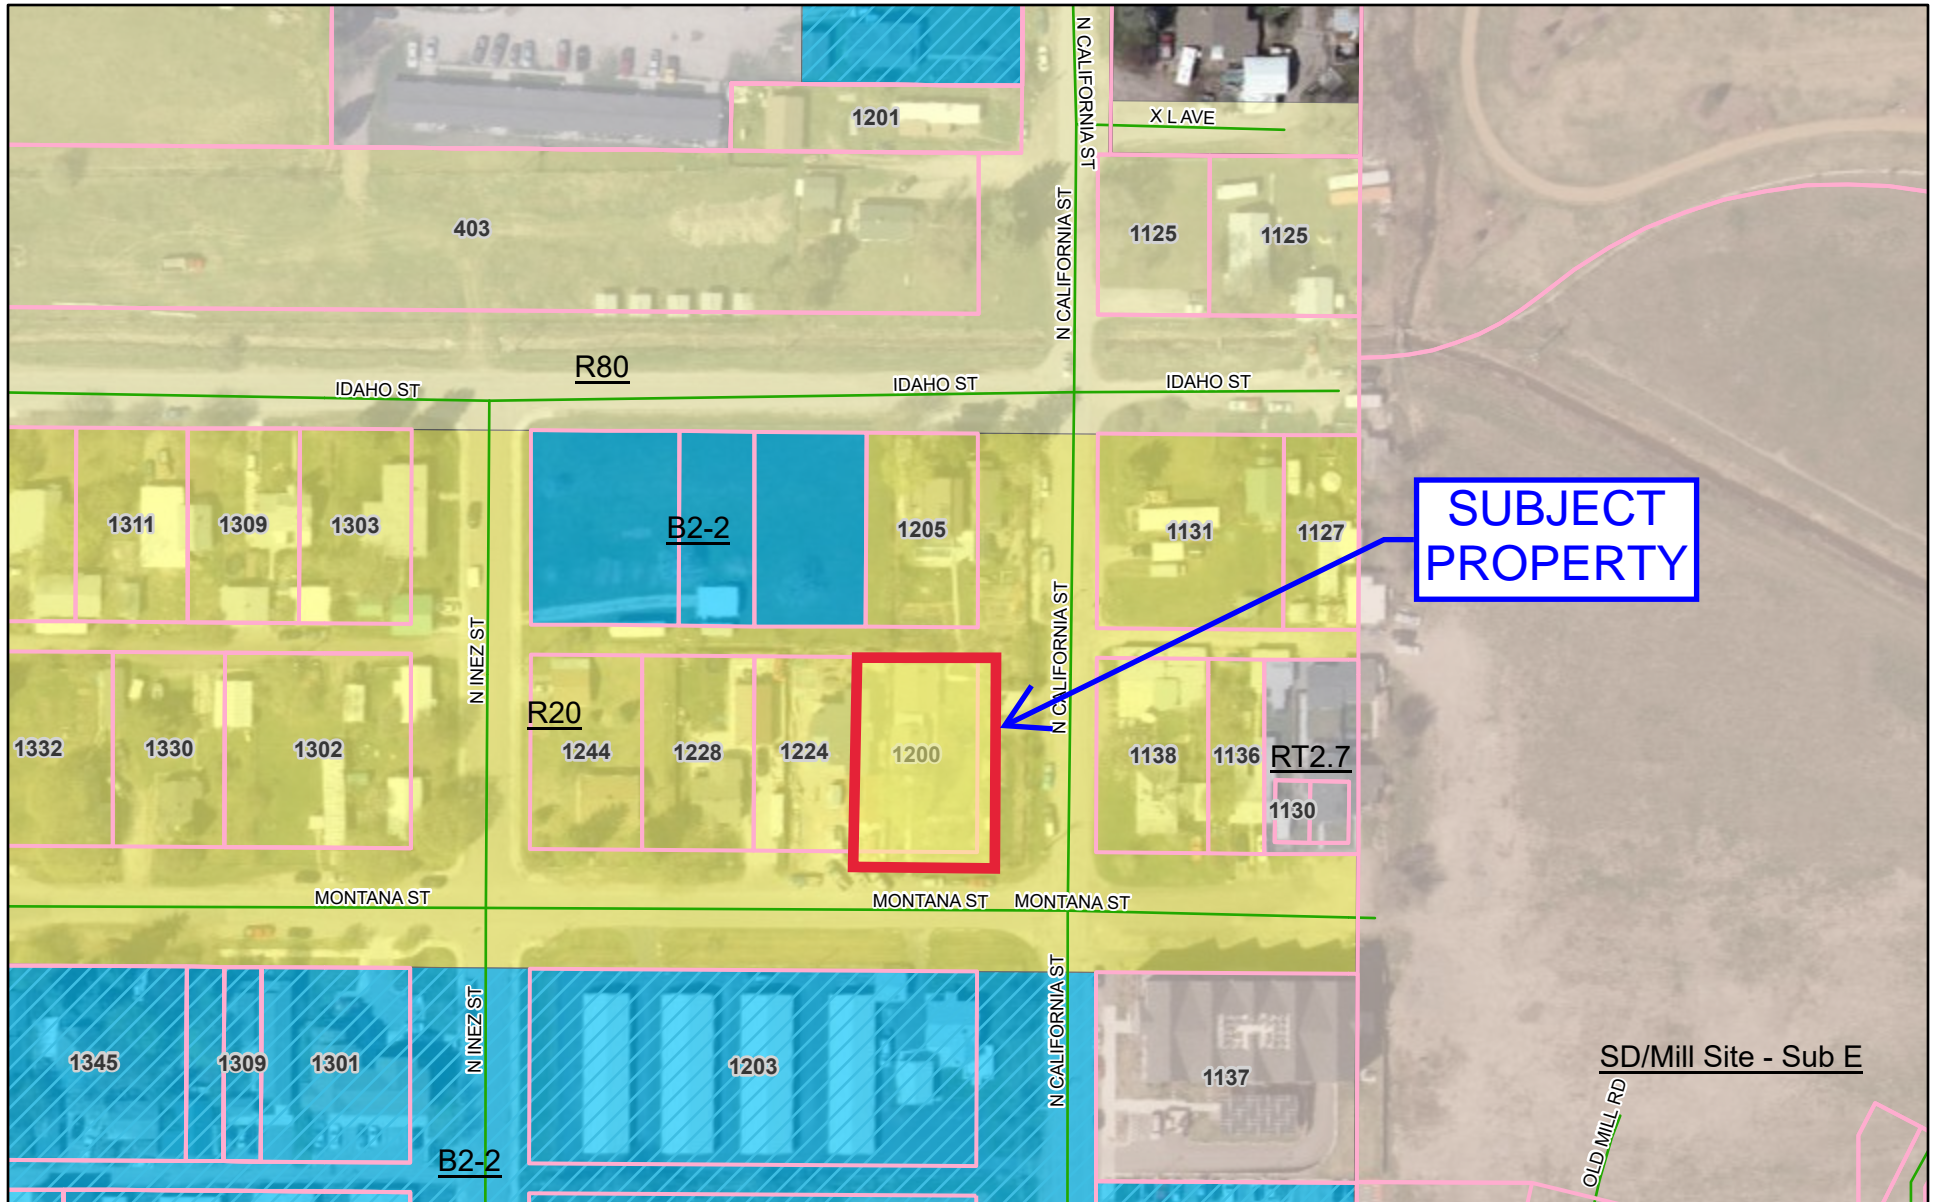 N CALIFORNIA ST
1201
X L AVE
403
N CALIFORNIA ST
1125
1125
R80
IDAHO ST
IDAHO ST
IDAHO ST
SUBJECT
PROPERTY
1311
1309
1303
B2-2
1205
1131
1127
N INEZ ST
N CALIFORNIA ST
R20
1332
1330
1302
1244
1228
1224
1200
1138
1136
RT2.7
1130
MONTANA ST
MONTANA ST
MONTANA ST
N INEZ ST
N CALIFORNIA ST
1345
1309
1301
1203
1137
SD/Mill Site - Sub E
OLD MILL RD
B2-2